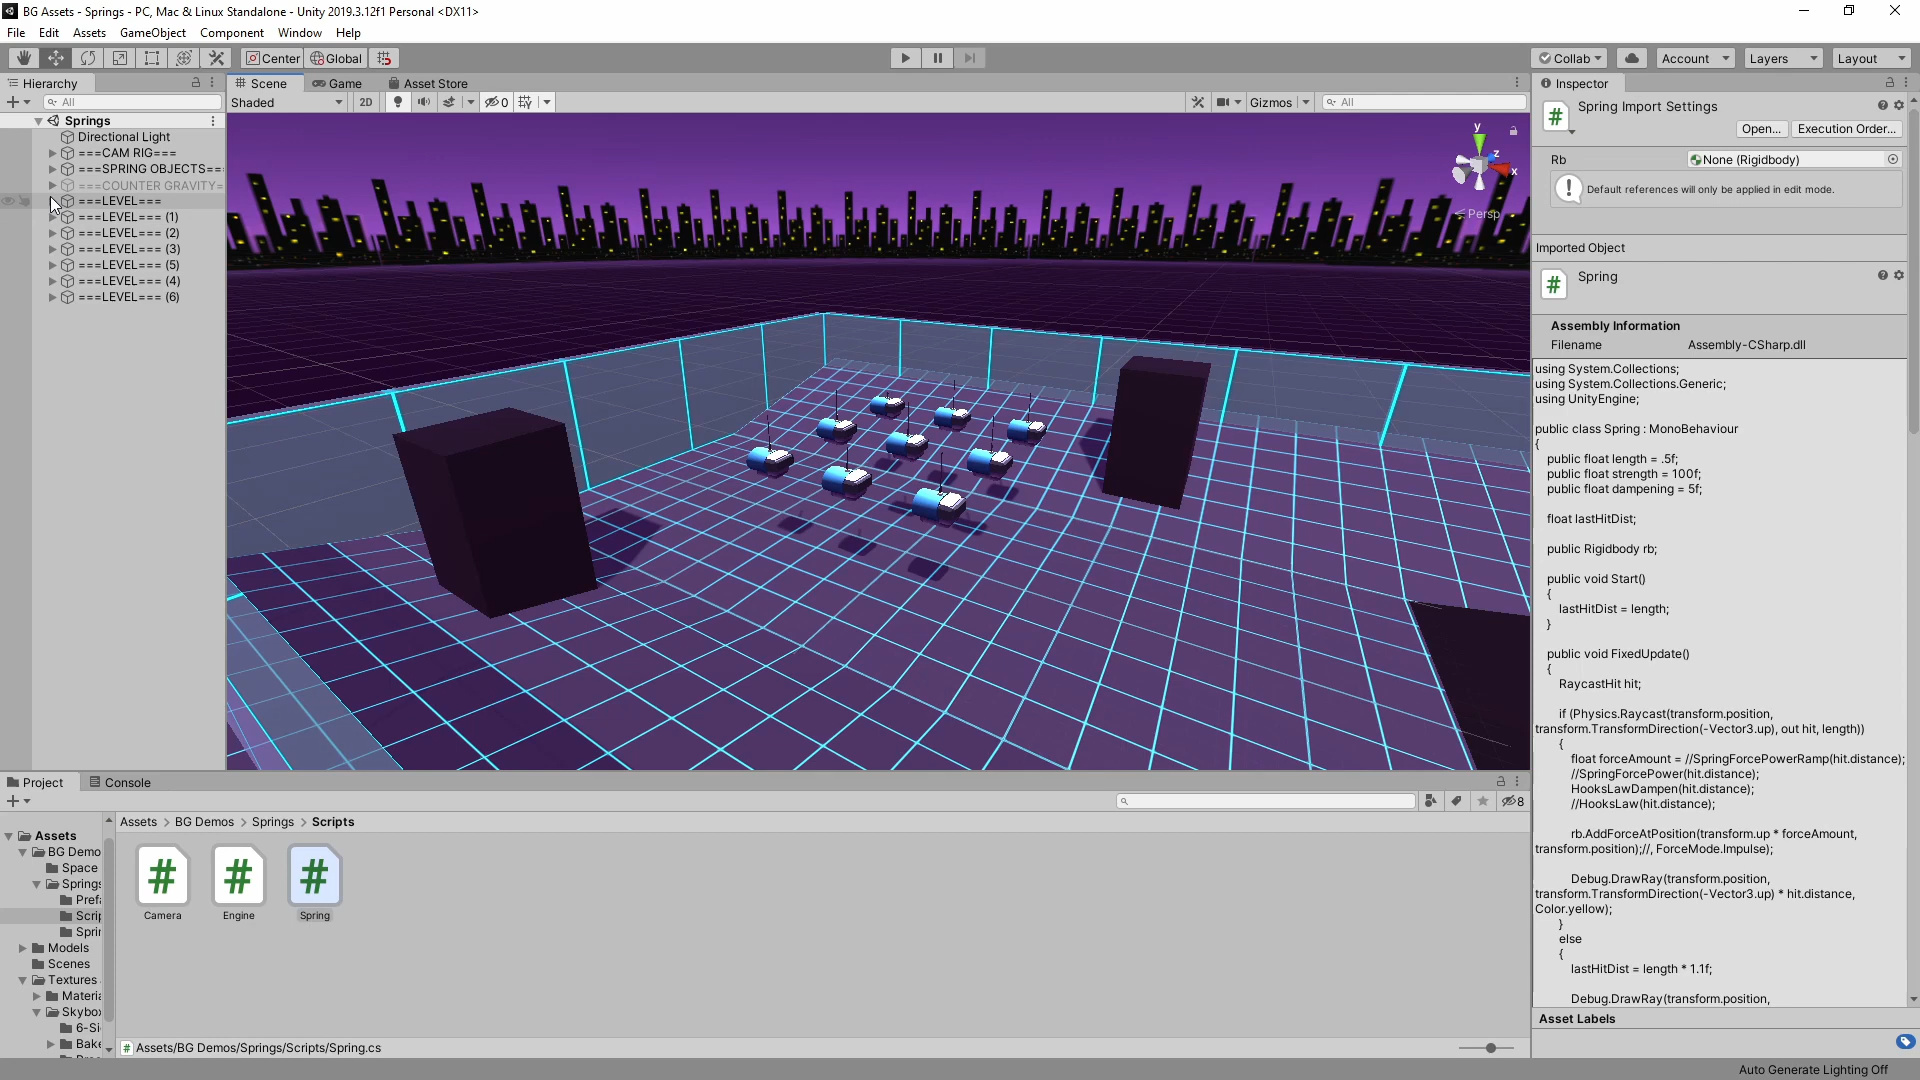 BG Assets - Springs - PC, Mac & Linux Standalone - Unity 2019.3.12f1 Personal <DX11>
File Edit Assets GameObject Component Window Help
Center Global
Collab Account Layers Layout
Hierarchy
All
Springs
Directional Light
===CAM RIG===
===SPRING OBJECTS===
===COUNTER GRAVITY=
===LEVEL===
===LEVEL=== (1)
===LEVEL=== (2)
===LEVEL=== (3)
===LEVEL=== (5)
===LEVEL=== (4)
===LEVEL=== (6)
Scene Game Asset Store
Shaded 2D 0 Gizmos All
y
z
x
Persp
Inspector
Spring Import Settings
Open... Execution Order...
Rb None (Rigidbody)
Default references will only be applied in edit mode.
Imported Object
Spring
Assembly Information
Filename Assembly-CSharp.dll
using System.Collections;
using System.Collections.Generic;
using UnityEngine;
public class Spring : MonoBehaviour
{
public float length = .5f;
public float strength = 100f;
public float dampening = 5f;
float lastHitDist;
public Rigidbody rb;
public void Start()
{
lastHitDist = length;
}
public void FixedUpdate()
{
RaycastHit hit;
if (Physics.Raycast(transform.position,
transform.TransformDirection(-Vector3.up), out hit, length))
{
float forceAmount = //SpringForcePowerRamp(hit.distance);
//SpringForcePower(hit.distance);
HooksLawDampen(hit.distance);
//HooksLaw(hit.distance);
rb.AddForceAtPosition(transform.up * forceAmount,
transform.position);//, ForceMode.Impulse);
Debug.DrawRay(transform.position,
transform.TransformDirection(-Vector3.up) * hit.distance,
Color.yellow);
}
else
{
lastHitDist = length * 1.1f;
Debug.DrawRay(transform.position,
Asset Labels
Project Console
8
Assets
BG Demo
Space
Springs
Prefa
Scrip
Sprin
Models
Scenes
Textures
Materia
Skybox
6-Si
Bake
Assets > BG Demos > Springs > Scripts
Camera
Engine
Spring
Assets/BG Demos/Springs/Scripts/Spring.cs
Auto Generate Lighting Off